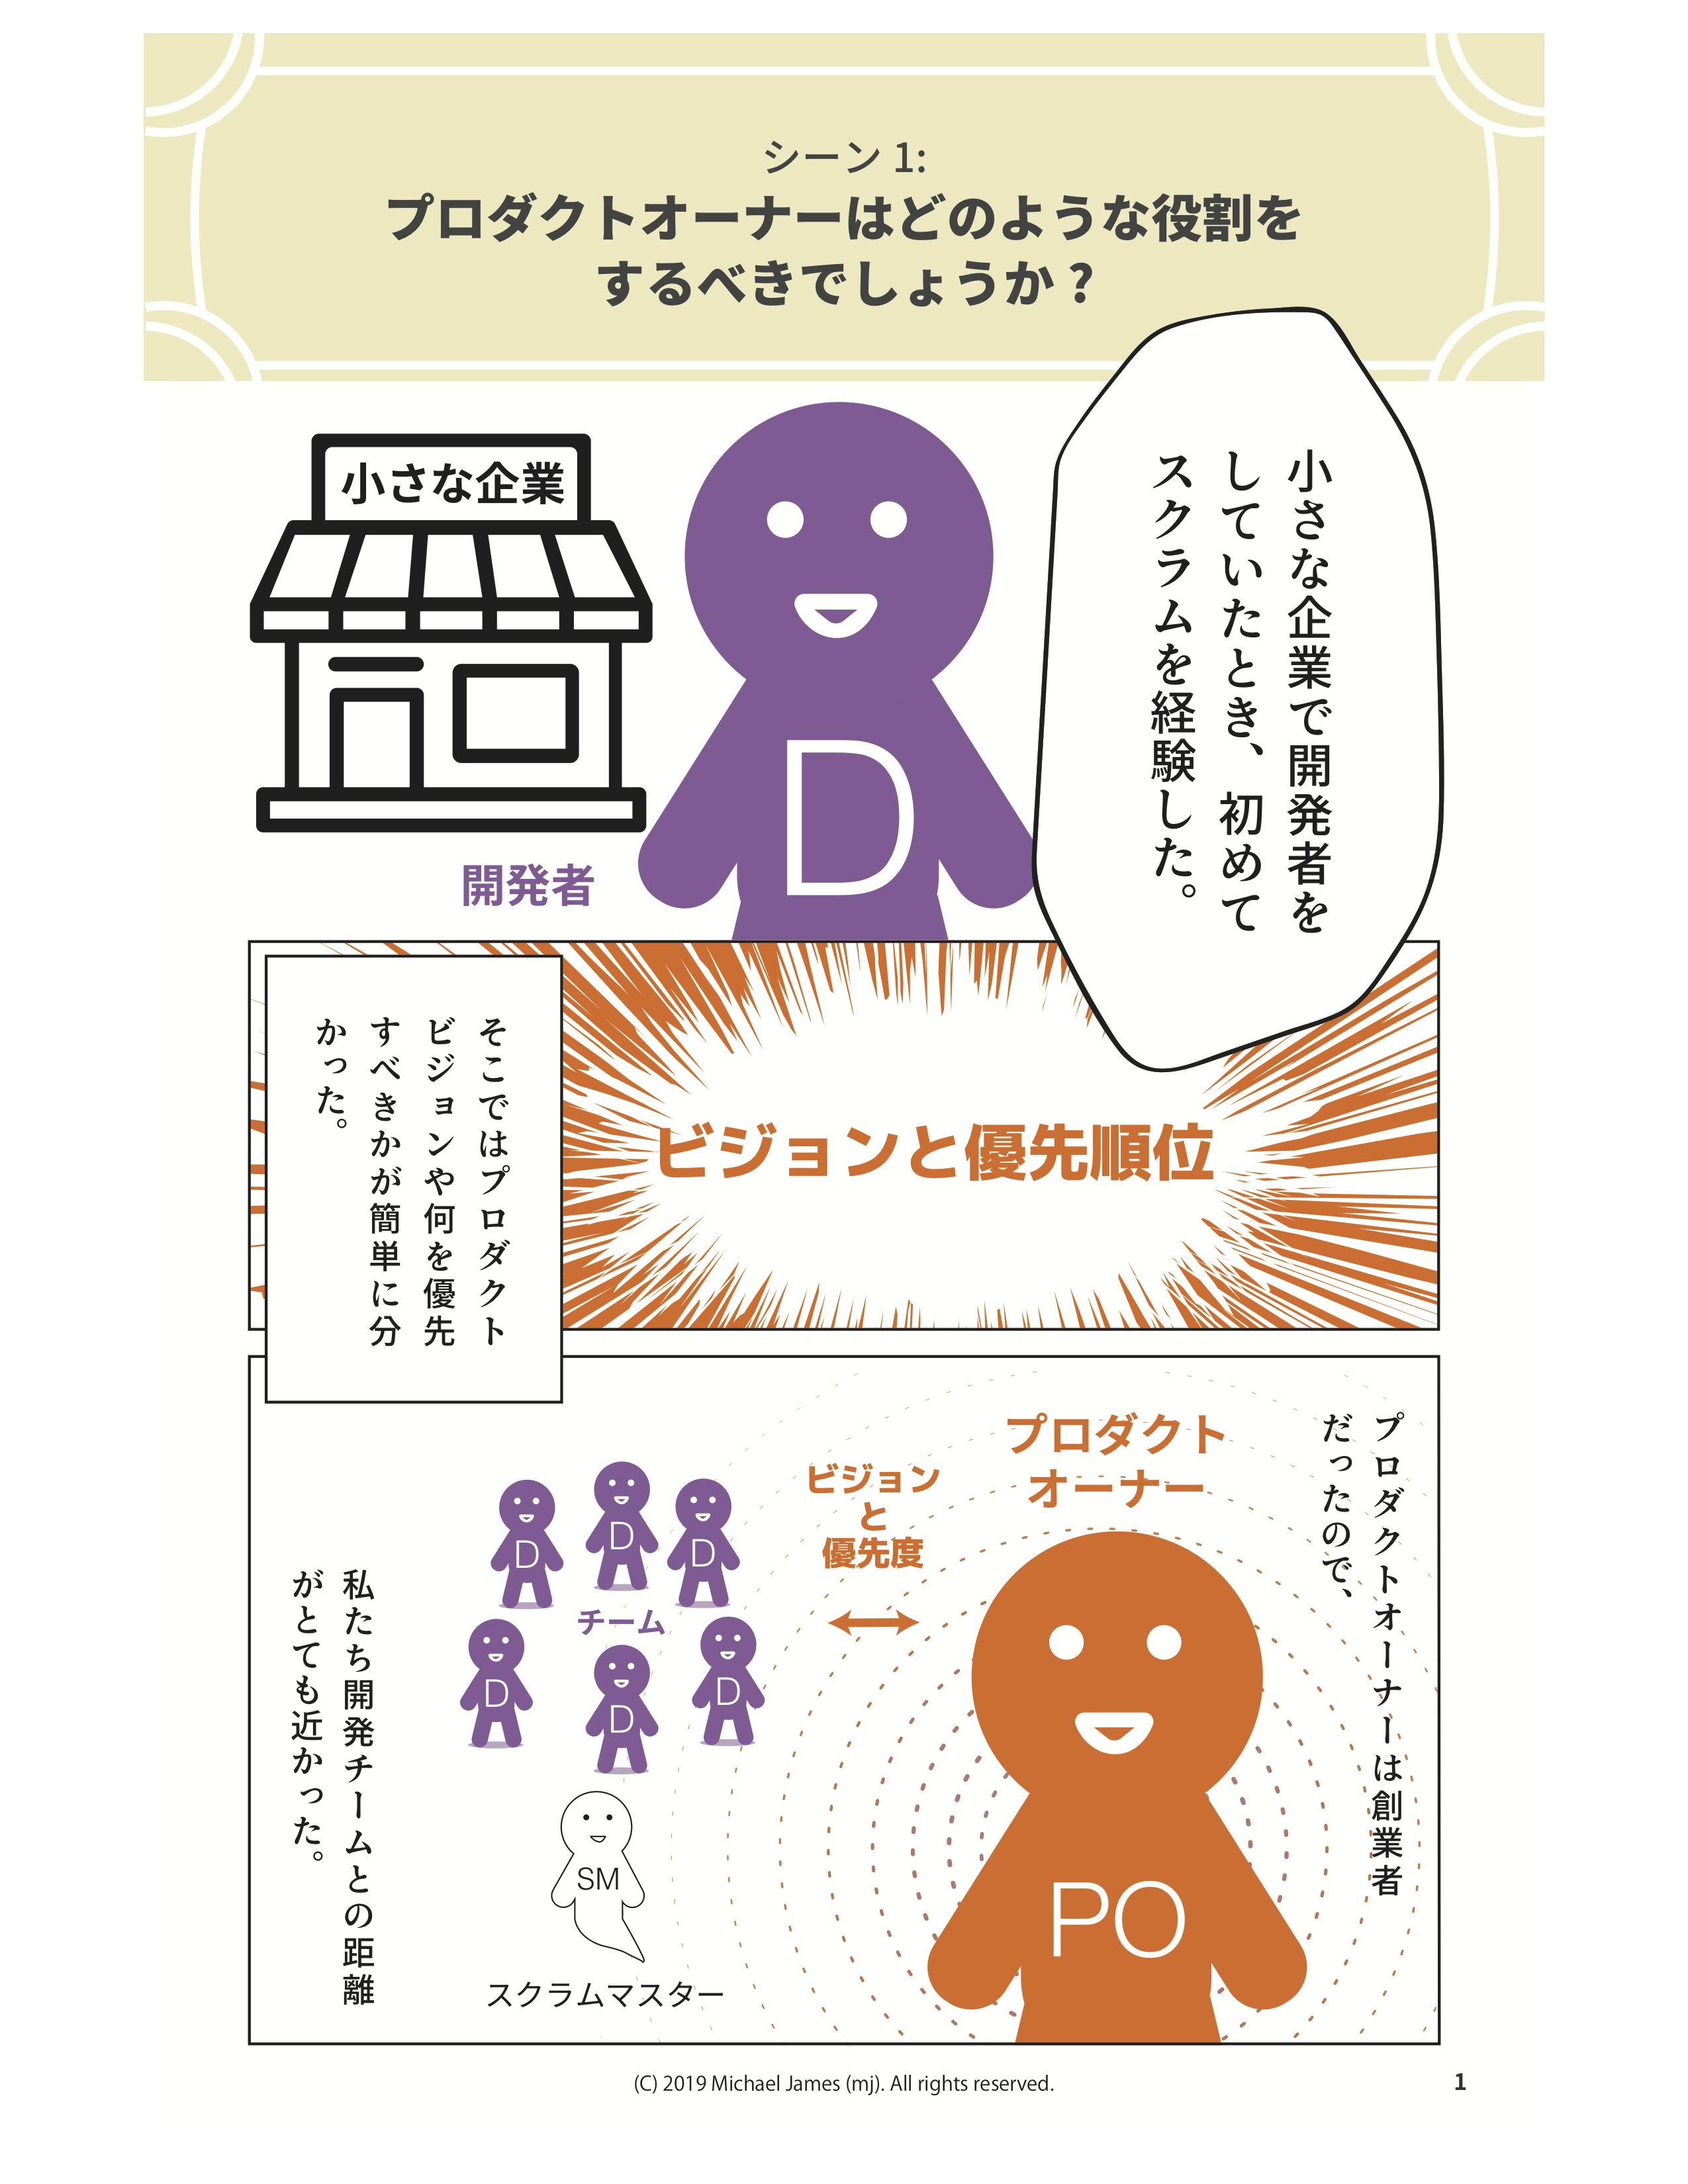 シーン 1:
プロダクトオーナーはどのような役割を
するべきでしょうか？
小さな企業で開発者を
していたとき、初めて
スクラムを経験した。
小さな企業
D
開発者
そこではプロダクト
ビジョンや何を優先
すべきかが簡単に分
かった。
ビジョンと優先順位
プロダクトオーナーは創業者
だったので、
プロダクト
オーナー
PO
ビジョン
と
優先度
D
D
D
チーム
D
D
D
SM
スクラムマスター
私たち開発チームとの距離
がとても近かった。
(C) 2019 Michael James (mj). All rights reserved.
1